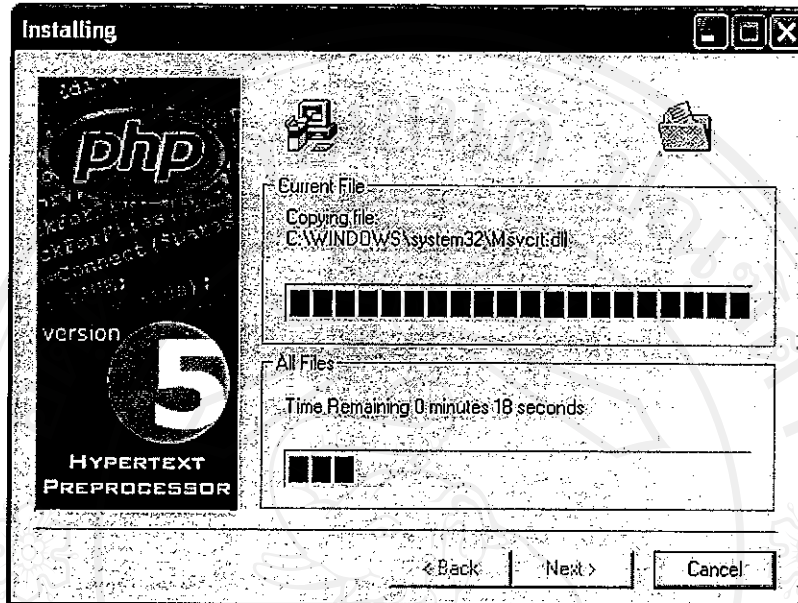 Installing
php
Current File
Copying file:
C:\WINDOWS\system32\Msvcit.dll
version
5
All Files
Time Remaining 0 minutes 18 seconds
HYPERTEXT
PREPROCESSOR
< Back
Next >
Cancel